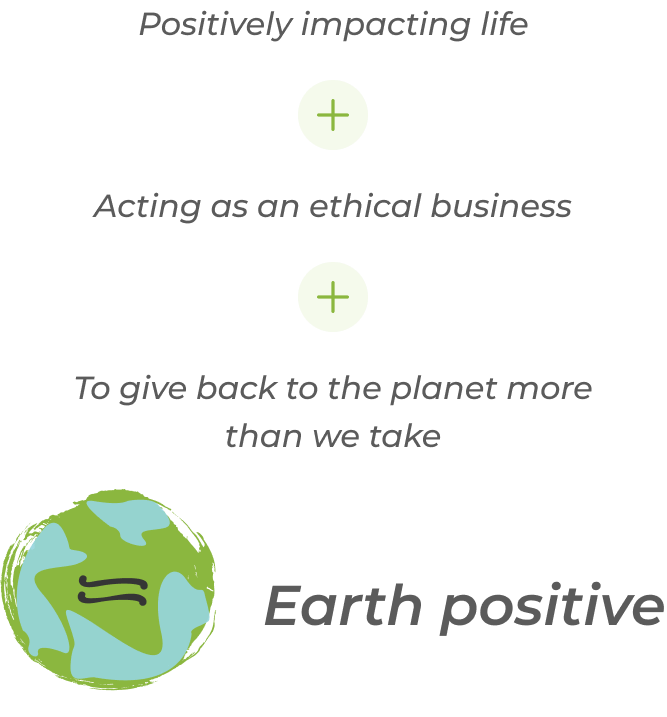 Positively impacting life
+
Acting as an ethical business
+
To give back to the planet more
than we take
= Earth positive